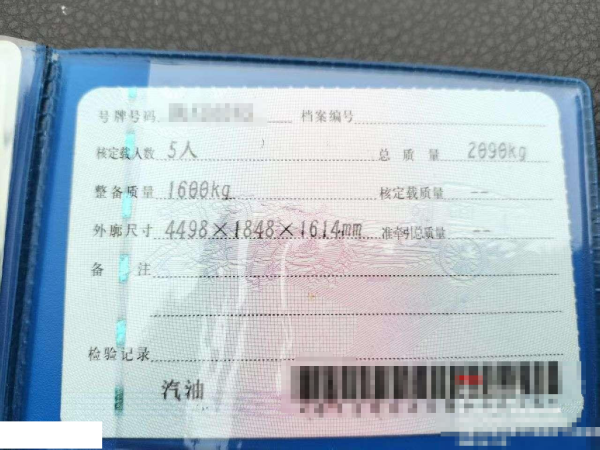 号牌号码 档案编号
核定载人数 5人 总质量 2090kg
整备质量 1600kg 核定载质量 --
外廓尺寸 4498×1848×1614mm 准牵引总质量 --
备注
检验记录
汽油